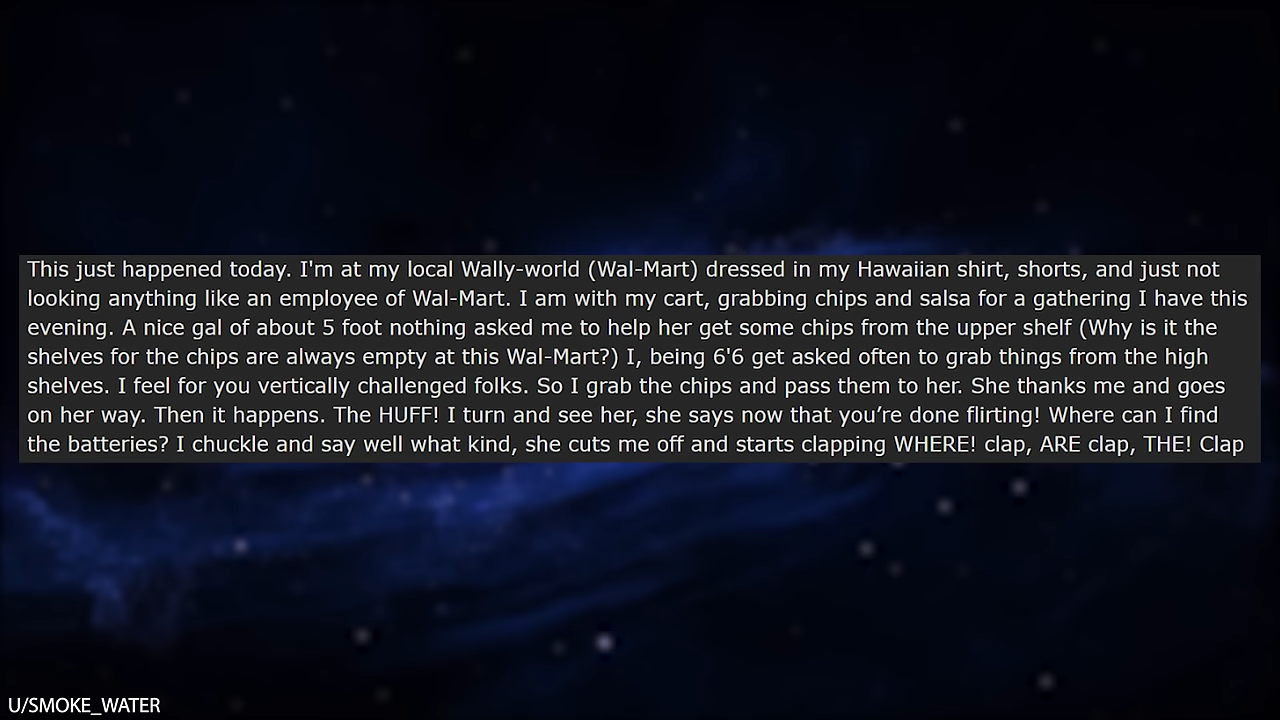 This just happened today. I'm at my local Wally-world (Wal-Mart) dressed in my Hawaiian shirt, shorts, and just not
looking anything like an employee of Wal-Mart. I am with my cart, grabbing chips and salsa for a gathering I have this
evening. A nice gal of about 5 foot nothing asked me to help her get some chips from the upper shelf (Why is it the
shelves for the chips are always empty at this Wal-Mart?) I, being 6'6 get asked often to grab things from the high
shelves. I feel for you vertically challenged folks. So I grab the chips and pass them to her. She thanks me and goes
on her way. Then it happens. The HUFF! I turn and see her, she says now that you’re done flirting! Where can I find
the batteries? I chuckle and say well what kind, she cuts me off and starts clapping WHERE! clap, ARE clap, THE! Clap
U/SMOKE_WATER